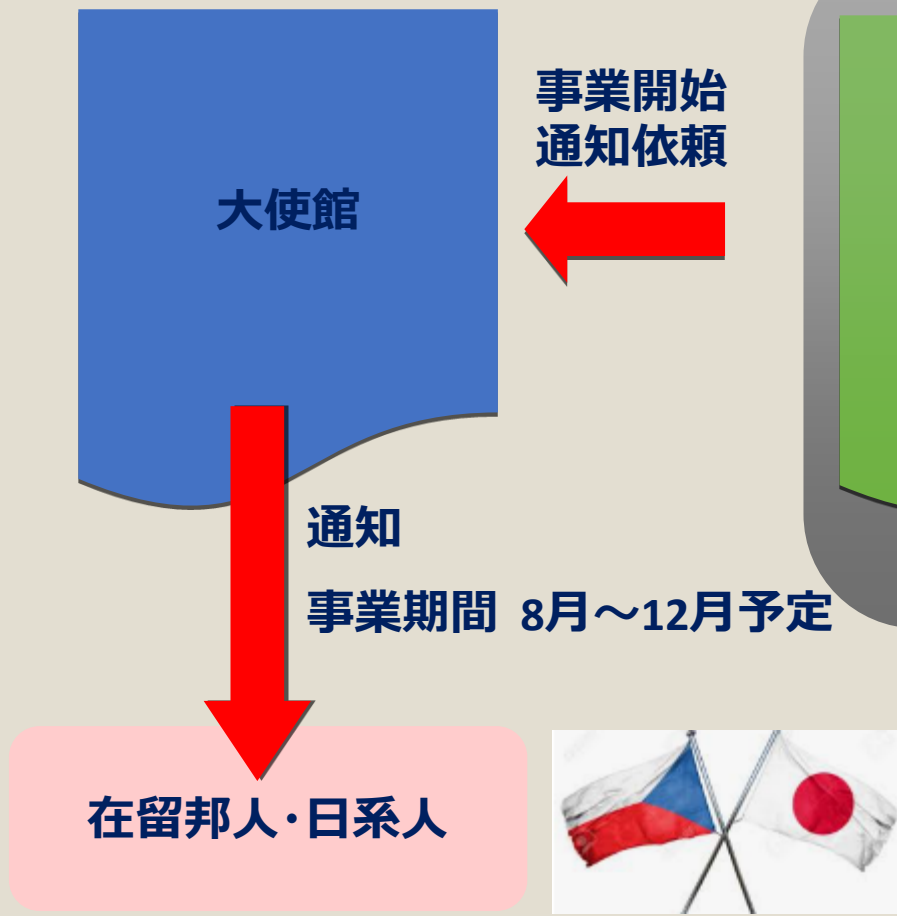 事業開始
通知依頼
大使館
通知
事業期間 8月～12月予定
在留邦人・日系人